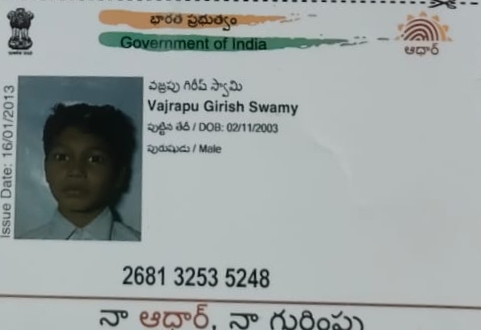 భారత ప్రభుత్వం
Government of India
ఆధార్
Issue Date: 16/01/2013
వజ్రపు గిరీష్ స్వామి
Vajrapu Girish Swamy
పుట్టిన తేదీ / DOB: 02/11/2003
పురుషుడు / Male
2681 3253 5248
నా ఆధార్, నా గుర్తింపు